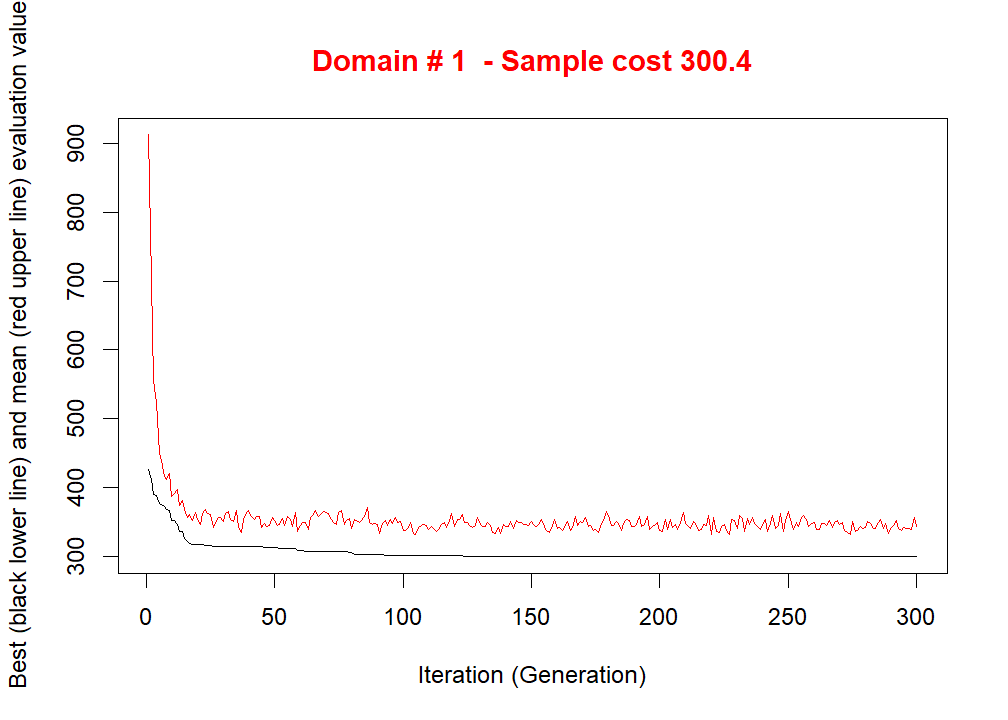 Domain # 1  - Sample cost 300.4
Best (black lower line) and mean (red upper line) evaluation value
900
800
700
600
500
400
300
0 50 100 150 200 250 300
Iteration (Generation)